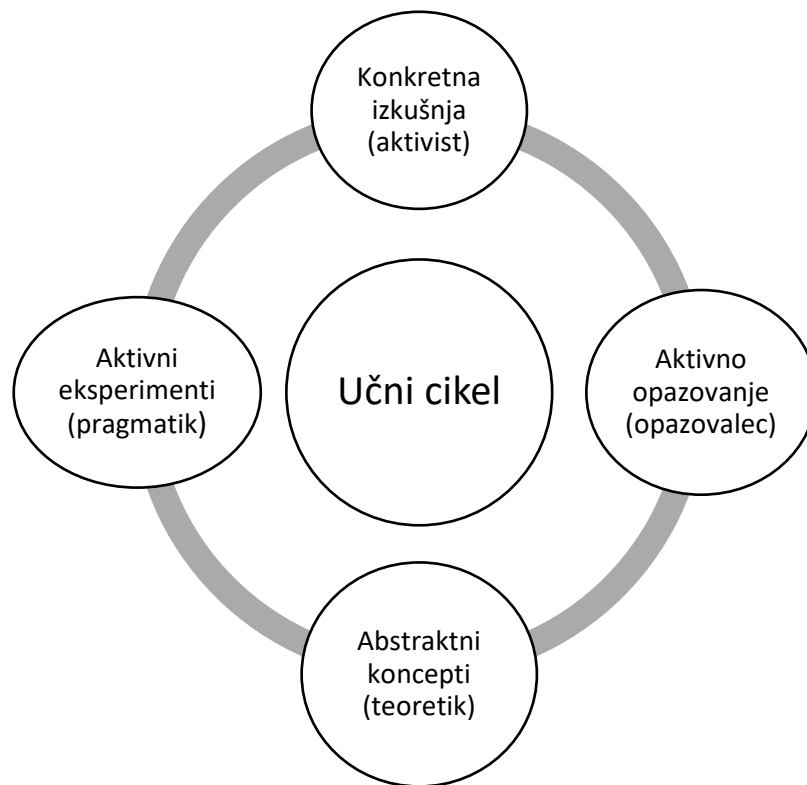 Konkretna
izkušnja
(aktivist)
Aktivni
eksperimenti
(pragmatik)
Učni cikel
Aktivno
opazovanje
(opazovalec)
Abstraktni
koncepti
(teoretik)